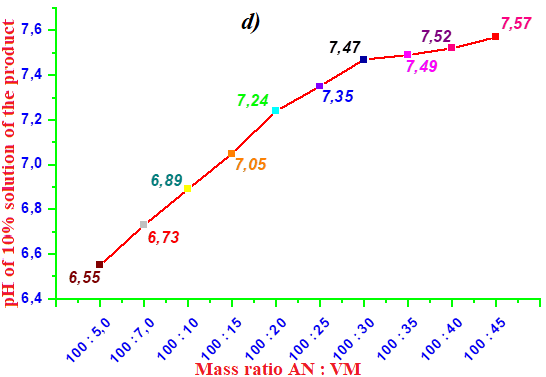 d)
pH of 10% solution of the product
7,6
7,4
7,2
7,0
6,8
6,6
6,4
6,55
6,73
6,89
7,05
7,24
7,35
7,47
7,49
7,52
7,57
100 : 5,0
100 : 7,0
100 : 10
100 : 15
100 : 20
100 : 25
100 : 30
100 : 35
100 : 40
100 : 45
Mass ratio AN : VM